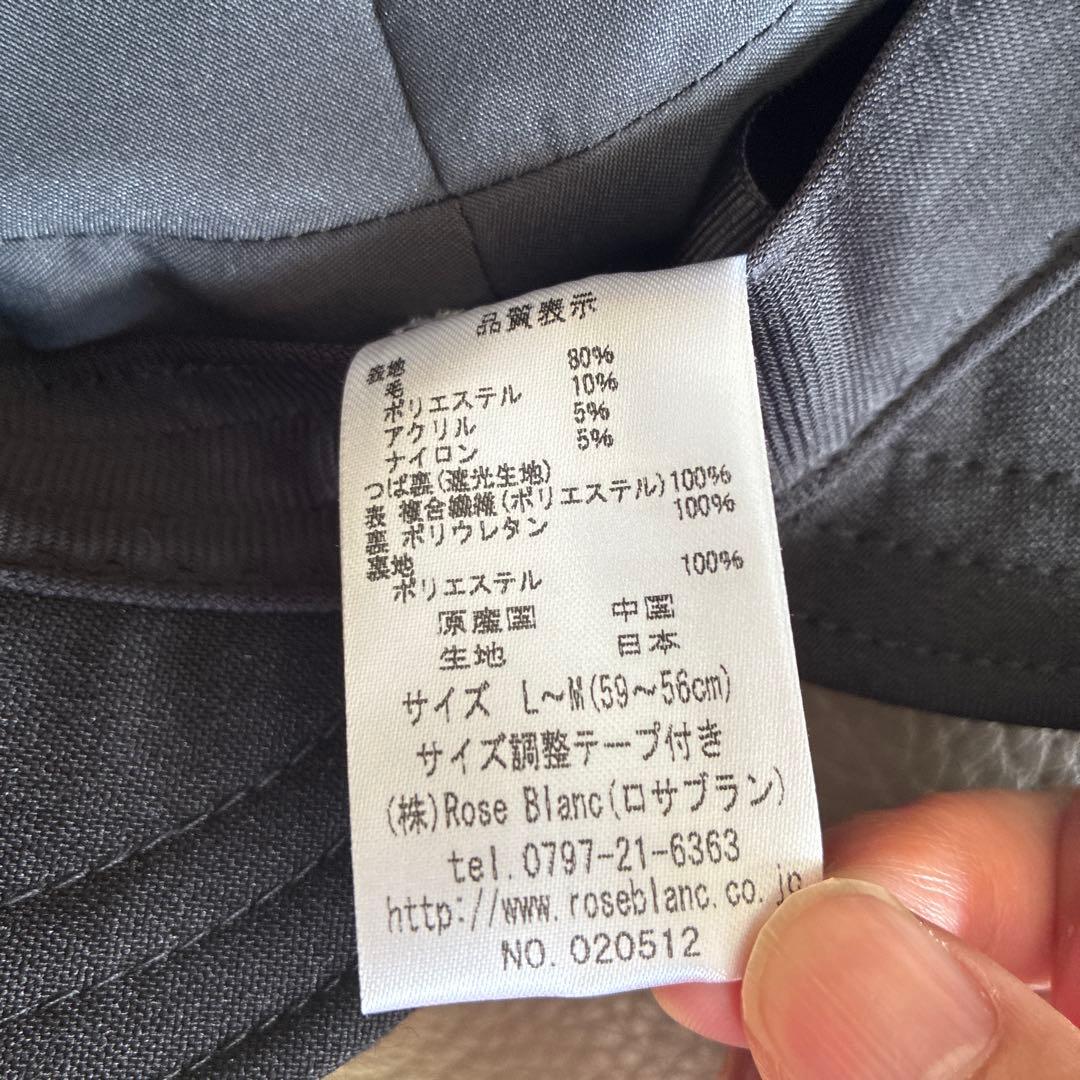 品質表示
表地
毛 80%
ポリエステル 10%
アクリル 5%
ナイロン 5%
つば裏(遮光生地)
表 複合繊維(ポリエステル)100%
膜 ポリウレタン 100%
裏地
ポリエステル 100%
原産国 中国
生地 日本
サイズ L～M(59～56cm)
サイズ調整テープ付き
(株)Rose Blanc(ロサブラン)
tel.0797-21-6363
http://www.roseblanc.co.jp
NO.020512